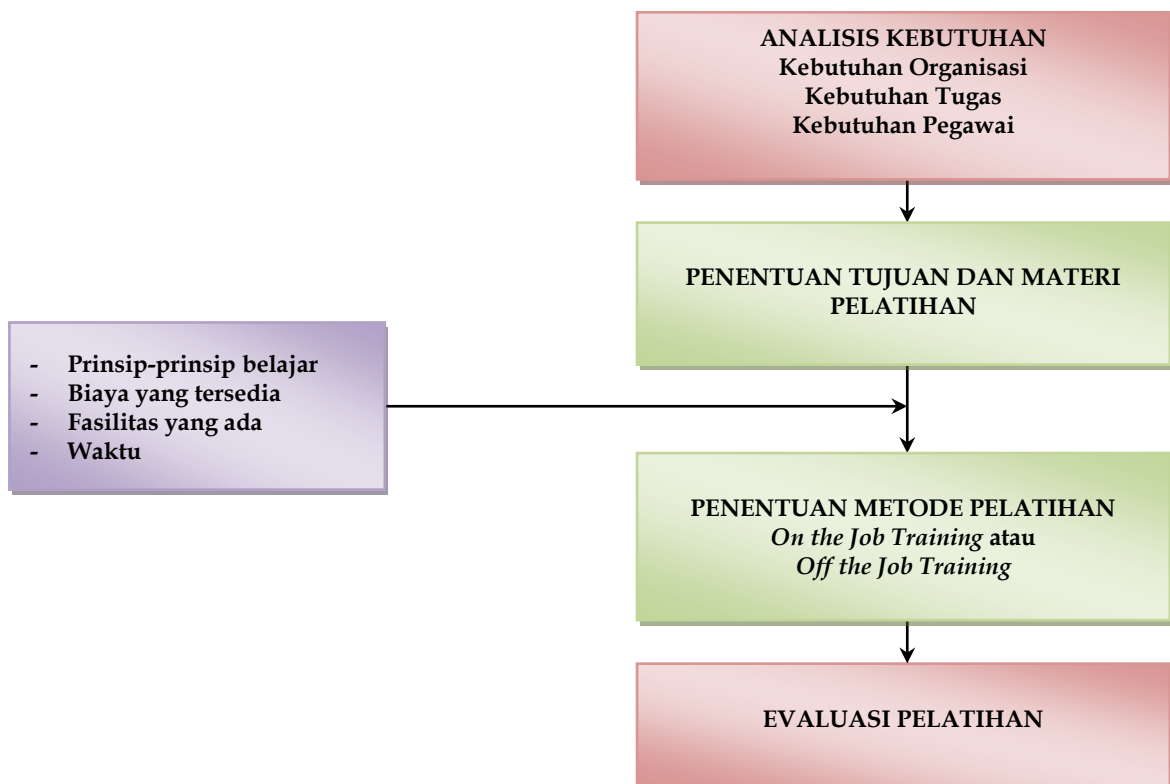 ANALISIS KEBUTUHAN
Kebutuhan Organisasi
Kebutuhan Tugas
Kebutuhan Pegawai
PENENTUAN TUJUAN DAN MATERI
PELATIHAN
- Prinsip-prinsip belajar
- Biaya yang tersedia
- Fasilitas yang ada
- Waktu
PENENTUAN METODE PELATIHAN
On the Job Training atau
Off the Job Training
EVALUASI PELATIHAN